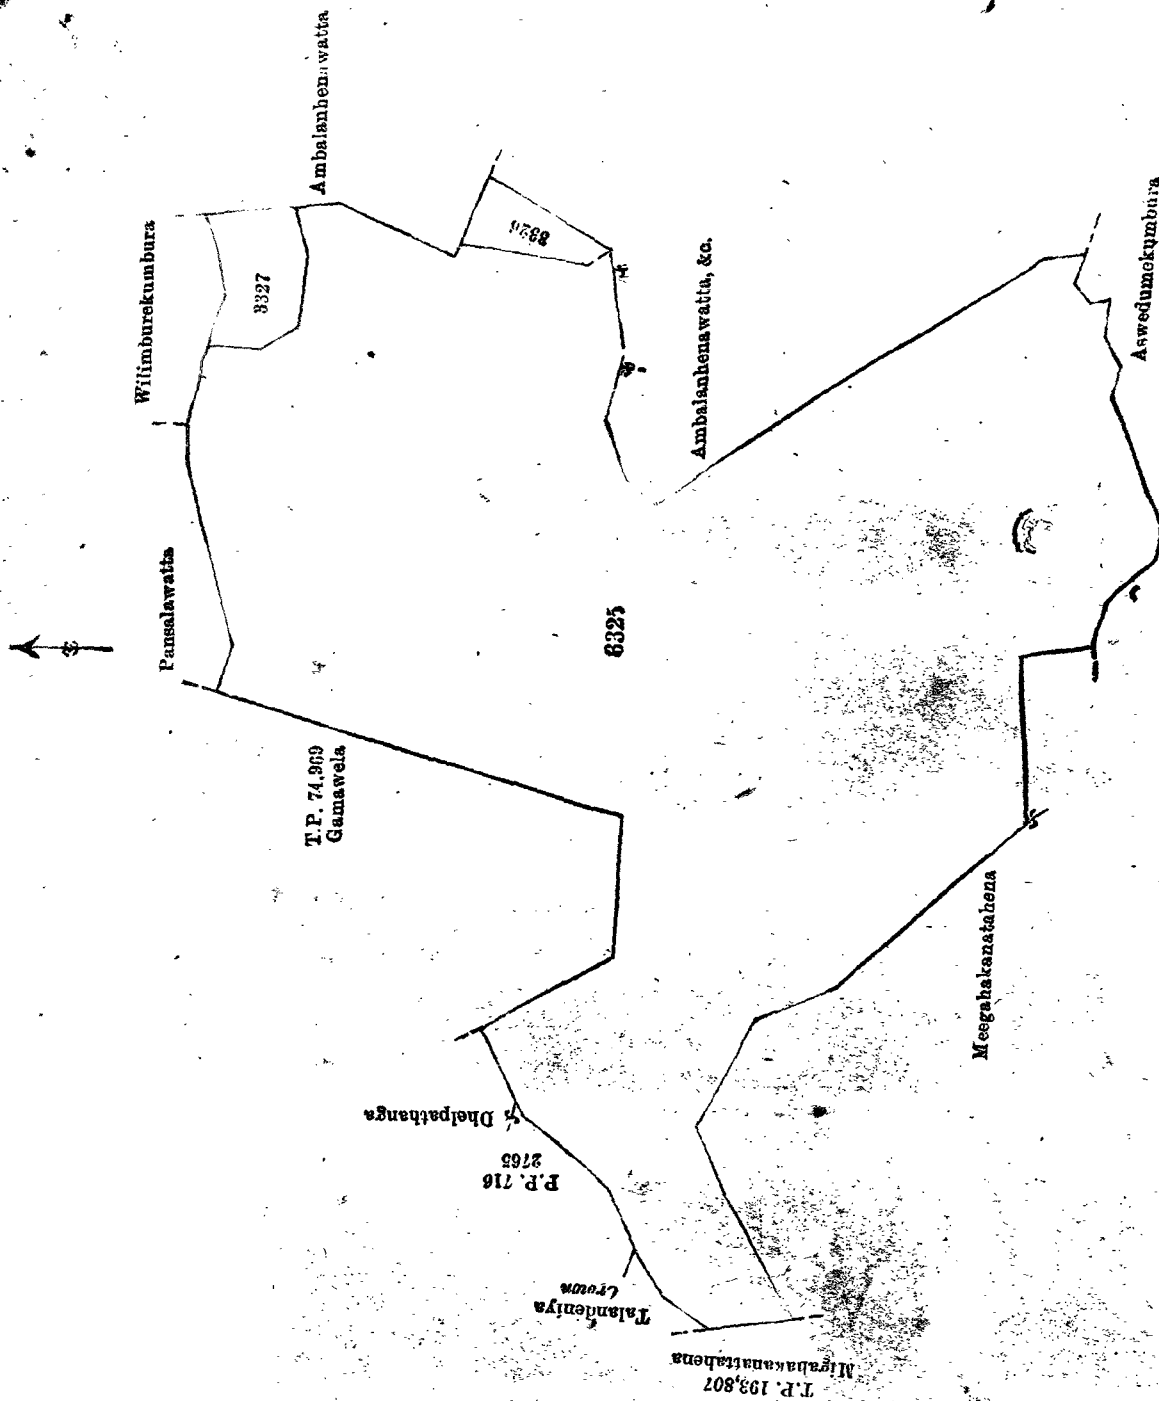 Ambalanhenawatta
Wilimburekumbura
3327
3326
Pansalawatta
Ambalanhenawatta, &c.
Aswedumekumbura
6325
T.P. 74,969
Gamawela
Meegahakanatahena
Dhelpathanga
P.P. 716
2765
Talandeniya
Crown
Migahakanattahena
T.P. 193,807